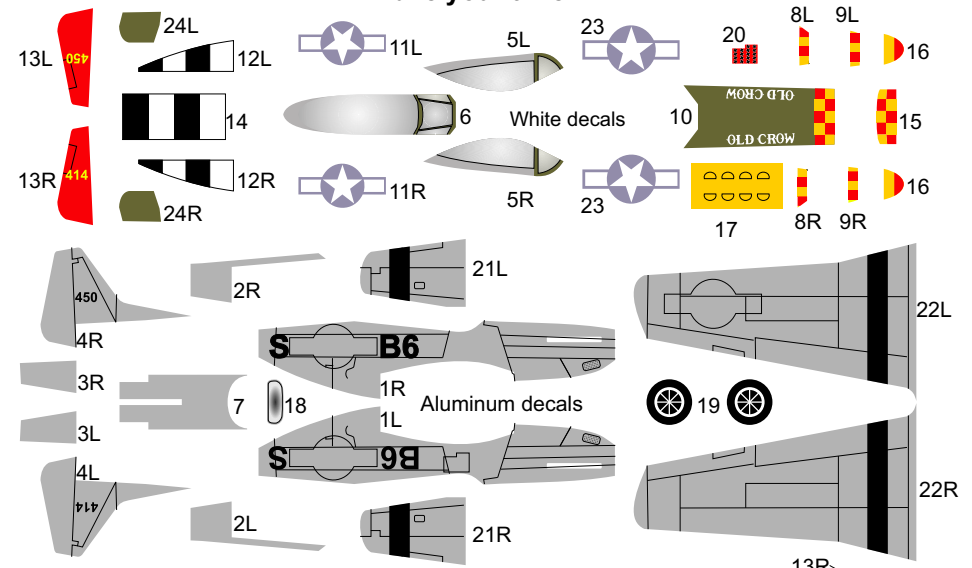 24L
13L
450
12L
11L
5L
23
20
8L
9L
16
14
6
White decals
10
OLD CROW
OLD CROW
15
13R
414
12R
24R
11R
5R
23
17
8R
9R
16
21L
2R
450
4R
S
B6
22L
3R
7
18
1R
1L
Aluminum decals
19
3L
S
B6
4L
414
2L
21R
22R
13R